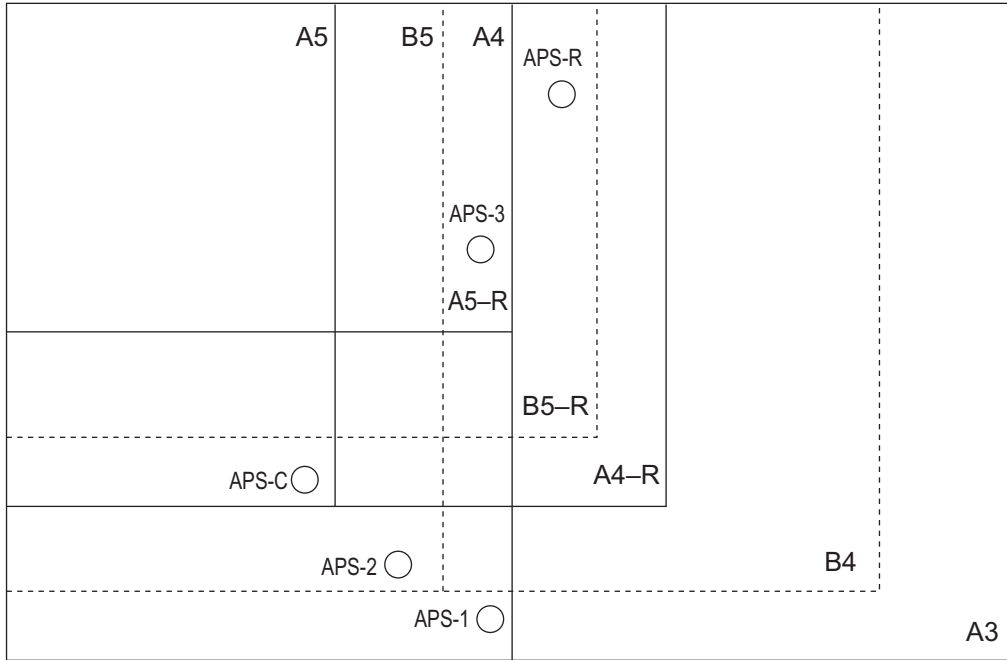 A5 B5 A4
APS-R
APS-3
A5–R
B5–R
A4–R
APS-C
APS-2
B4
APS-1
A3